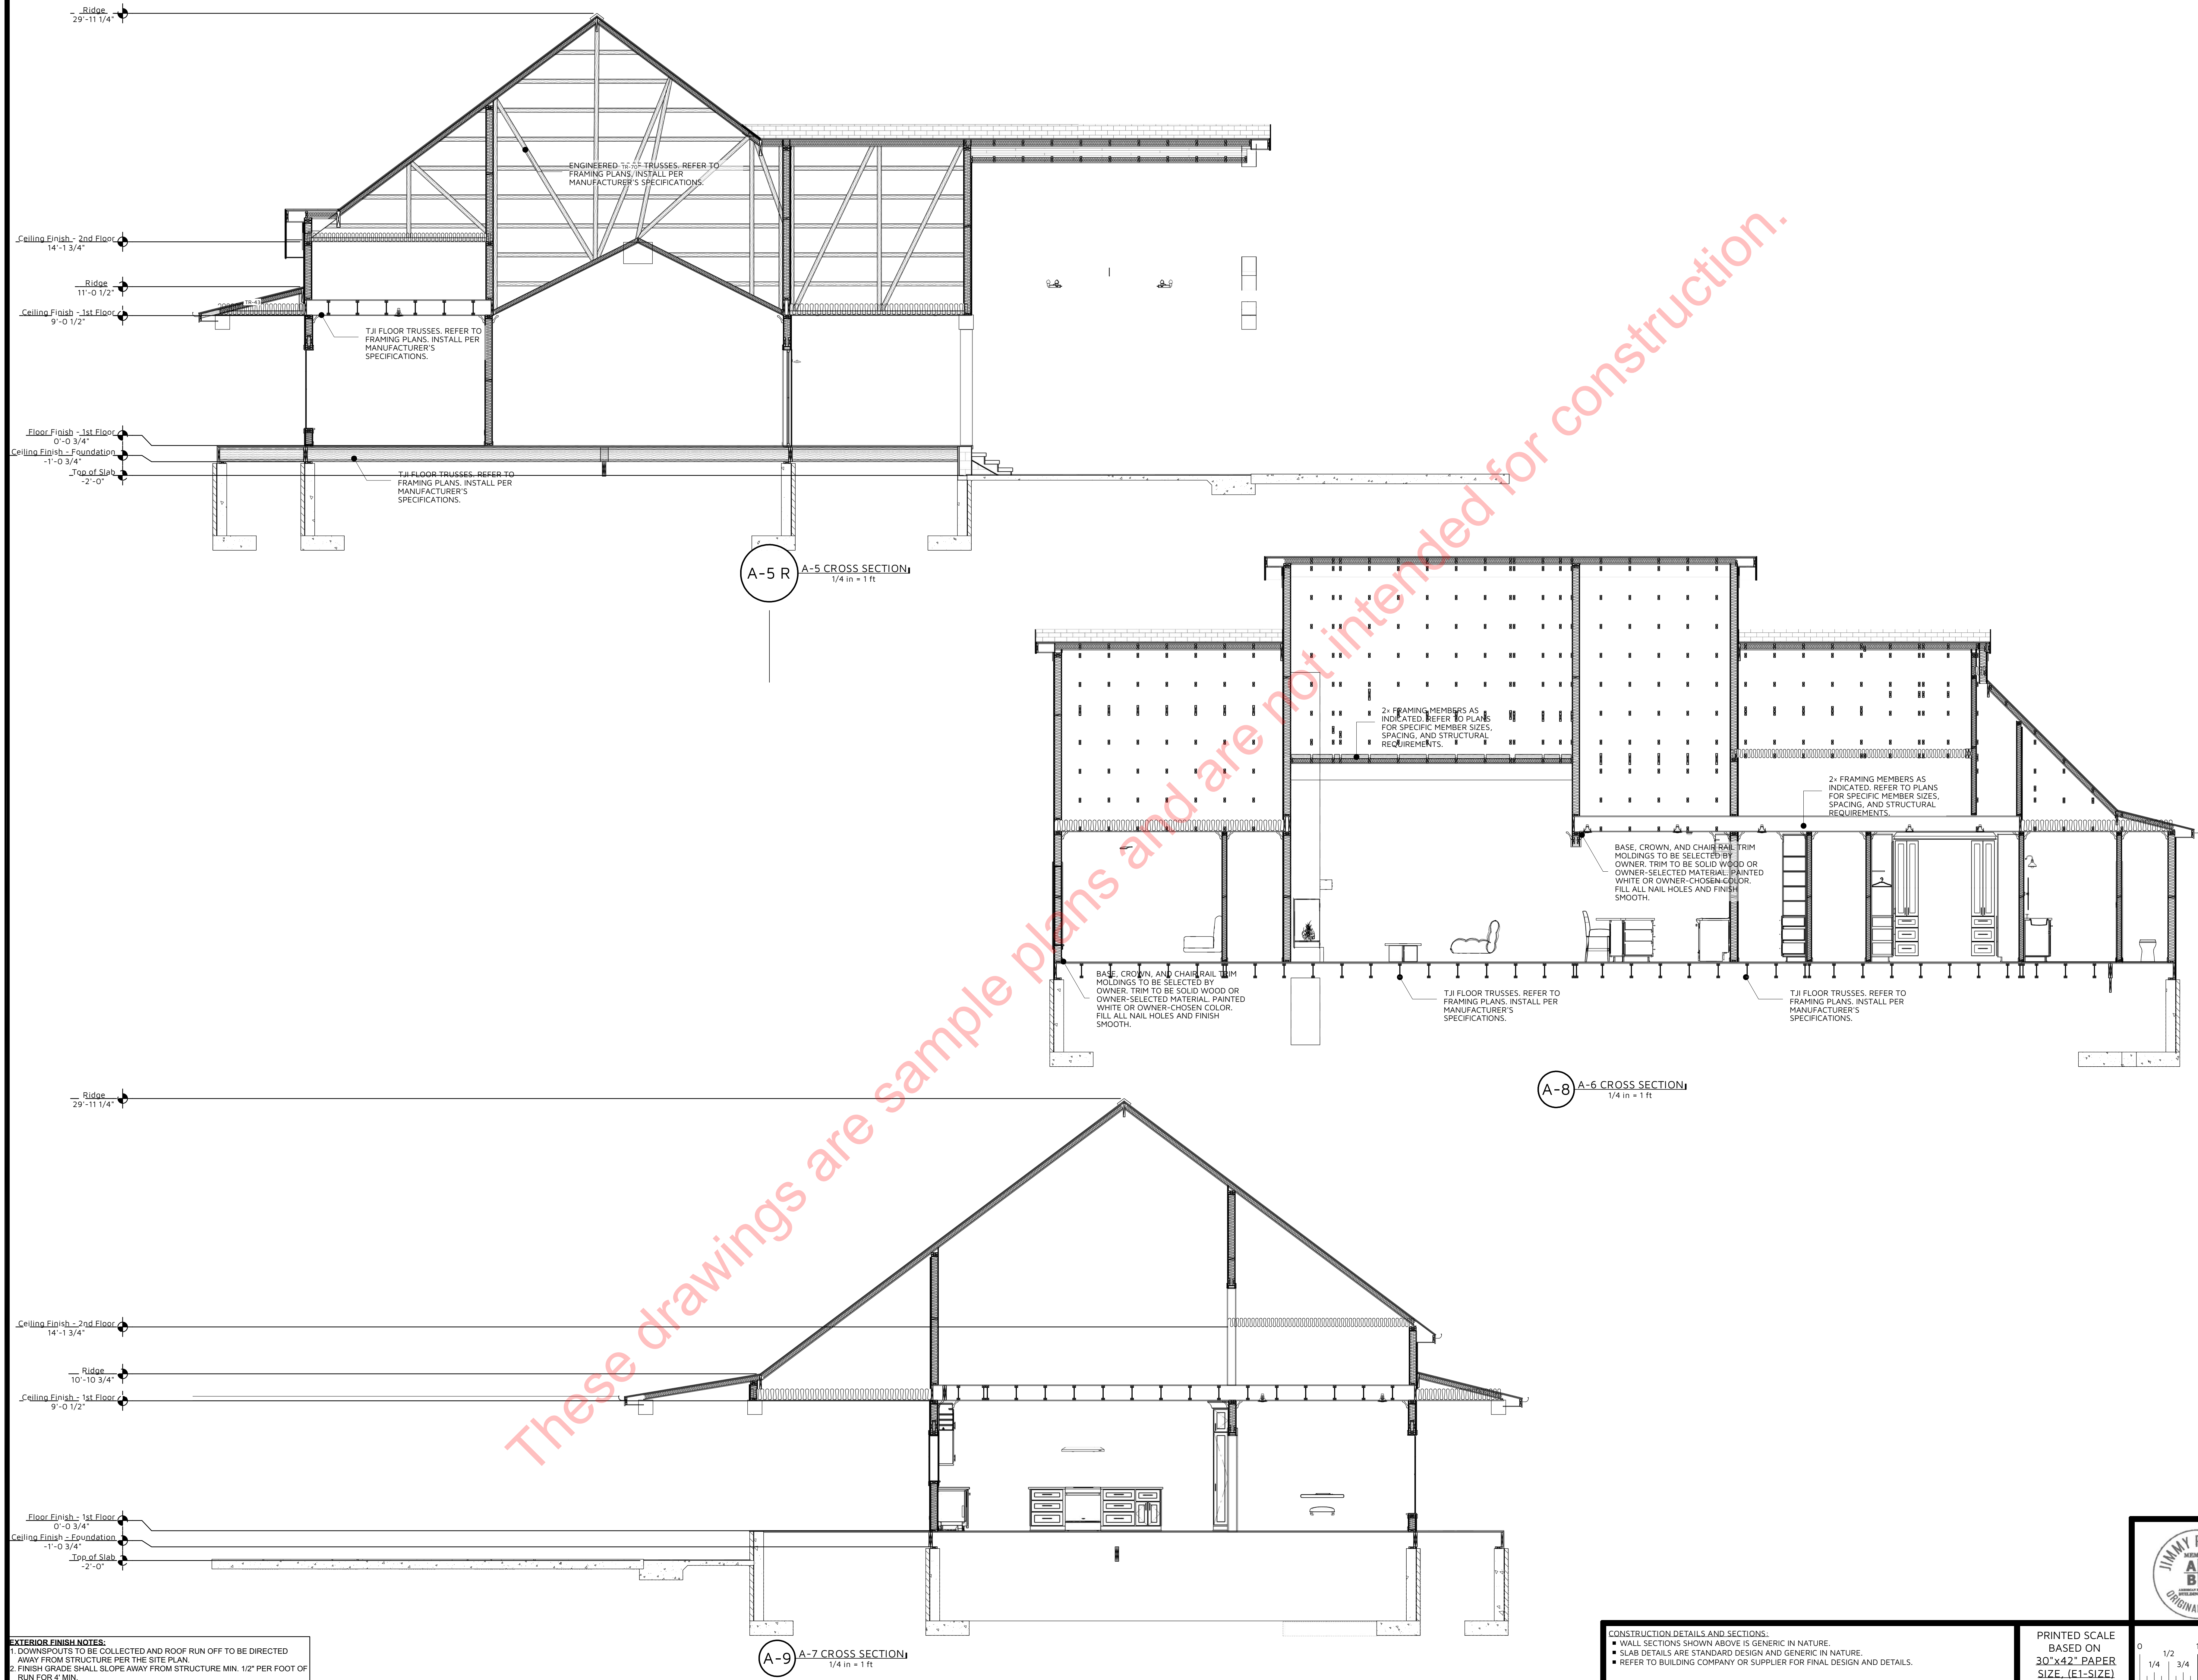 Ridge
29'-11 1/4"
ENGINEERED TRUSSES. REFER TO
FRAMING PLANS. INSTALL PER
MANUFACTURER'S SPECIFICATIONS.
Ceiling Finish - 2nd Floor
14'-1 3/4"
Ridge
11'-0 1/2"
TR-43
Ceiling Finish - 1st Floor
9'-0 1/2"
TJI FLOOR TRUSSES. REFER TO
FRAMING PLANS. INSTALL PER
MANUFACTURER'S
SPECIFICATIONS.
Floor Finish - 1st Floor
0'-0 3/4"
Ceiling Finish - Foundation
-1'-0 3/4"
Top of Slab
-2'-0"
TJI FLOOR TRUSSES. REFER TO
FRAMING PLANS. INSTALL PER
MANUFACTURER'S
SPECIFICATIONS.
A-5 R
A-5 CROSS SECTION
1/4 in = 1 ft
2x FRAMING MEMBERS AS
INDICATED. REFER TO PLANS
FOR SPECIFIC MEMBER SIZES,
SPACING, AND STRUCTURAL
REQUIREMENTS.
2x FRAMING MEMBERS AS
INDICATED. REFER TO PLANS
FOR SPECIFIC MEMBER SIZES,
SPACING, AND STRUCTURAL
REQUIREMENTS.
BASE, CROWN, AND CHAIR RAIL TRIM
MOLDINGS TO BE SELECTED BY
OWNER. TRIM TO BE SOLID WOOD OR
OWNER-SELECTED MATERIAL. PAINTED
WHITE OR OWNER-CHOSEN COLOR.
FILL ALL NAIL HOLES AND FINISH
SMOOTH.
BASE, CROWN, AND CHAIR RAIL TRIM
MOLDINGS TO BE SELECTED BY
OWNER. TRIM TO BE SOLID WOOD OR
OWNER-SELECTED MATERIAL. PAINTED
WHITE OR OWNER-CHOSEN COLOR.
FILL ALL NAIL HOLES AND FINISH
SMOOTH.
TJI FLOOR TRUSSES. REFER TO
FRAMING PLANS. INSTALL PER
MANUFACTURER'S
SPECIFICATIONS.
TJI FLOOR TRUSSES. REFER TO
FRAMING PLANS. INSTALL PER
MANUFACTURER'S
SPECIFICATIONS.
A-8
A-6 CROSS SECTION
1/4 in = 1 ft
These drawings are sample plans and are not intended for construction.
Ridge
29'-11 1/4"
Ceiling Finish - 2nd Floor
14'-1 3/4"
Ridge
10'-10 3/4"
Ceiling Finish - 1st Floor
9'-0 1/2"
Floor Finish - 1st Floor
0'-0 3/4"
Ceiling Finish - Foundation
-1'-0 3/4"
Top of Slab
-2'-0"
A-9
A-7 CROSS SECTION
1/4 in = 1 ft
EXTERIOR FINISH NOTES:
1. DOWNSPOUTS TO BE COLLECTED AND ROOF RUN OFF TO BE DIRECTED
AWAY FROM STRUCTURE PER THE SITE PLAN.
2. FINISH GRADE SHALL SLOPE AWAY FROM STRUCTURE MIN. 1/2" PER FOOT OF
RUN FOR 4' MIN.
CONSTRUCTION DETAILS AND SECTIONS:
▪ WALL SECTIONS SHOWN ABOVE IS GENERIC IN NATURE.
▪ SLAB DETAILS ARE STANDARD DESIGN AND GENERIC IN NATURE.
▪ REFER TO BUILDING COMPANY OR SUPPLIER FOR FINAL DESIGN AND DETAILS.
PRINTED SCALE
BASED ON
30"x42" PAPER
SIZE, (E1-SIZE)
JIMMY
ORIGINA
0 1
1/2
1/4 3/4